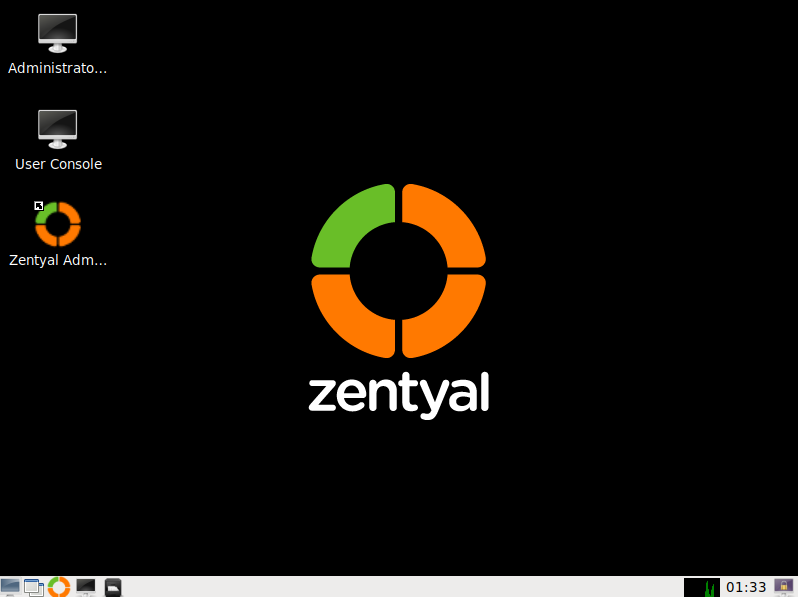 Administrato...
User Console
Zentyal Adm...
zentyal
01:33